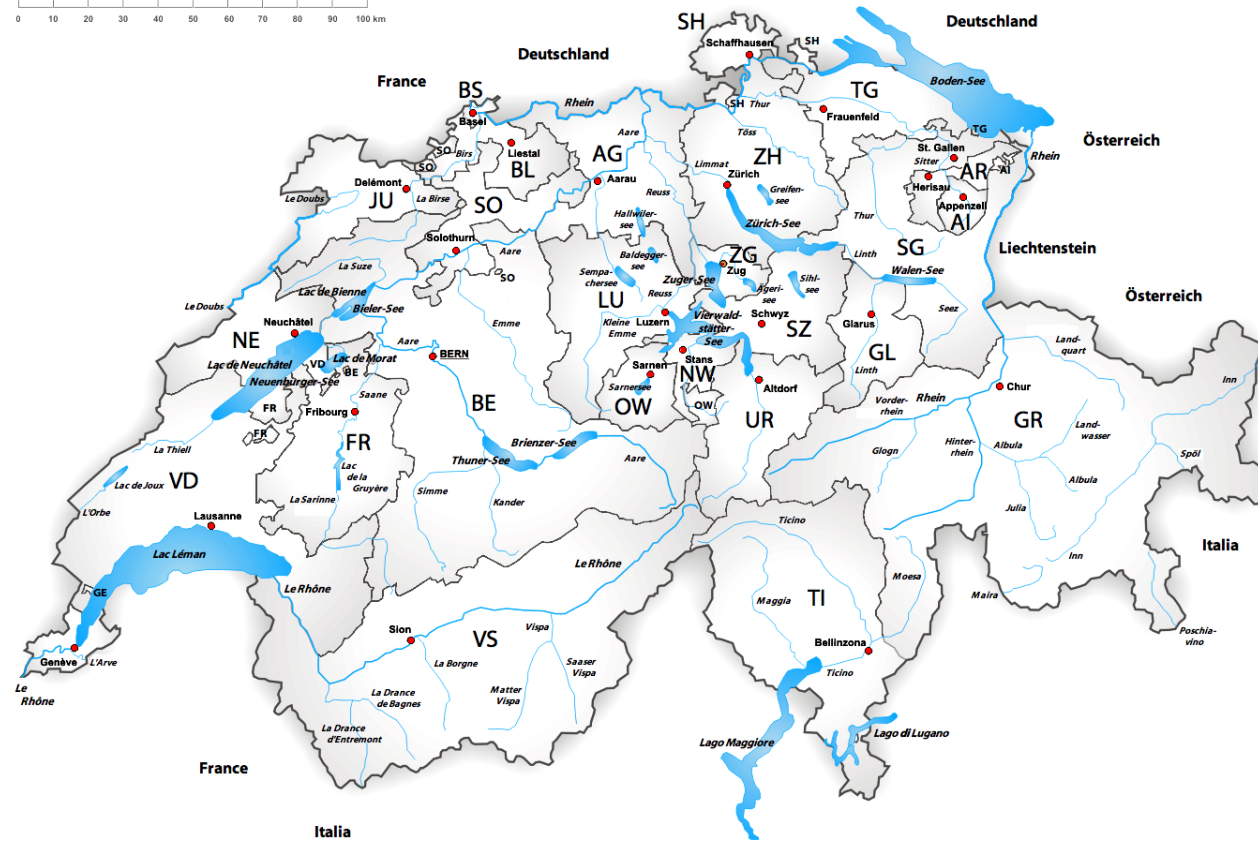 0 10 20 30 40 50 60 70 80 90 100 km
SH
Deutschland
Schaffhausen
SH
Deutschland
France
BS
Rhein
SH
Thur
TG
Boden-See
Basel
Frauenfeld
Aare
Töss
TG
Österreich
SO
Birs
Liestal
BL
AG
ZH
St. Gallen
Rhein
SO
Limmat
Sitter
AR
AI
Delémont
Aarau
Zürich
Herisau
JU
La Birse
Reuss
Greifen-
see
Appenzell
Le Doubs
SO
Hallwiler-
see
Zürich-See
Thur
AI
Solothurn
Aare
Baldegger-
see
ZG
Linth
SG
Liechtenstein
La Suze
SO
Sempa-
chersee
Zuger-See
Zug
Walen-See
Lac de Bienne
LU
Reuss
Ägeri-
see
Sihl-
see
Österreich
Le Doubs
Bieler-See
Emme
Kleine
Emme
Luzern
Vierwald-
stätter-
See
Schwyz
Glarus
Seez
Neuchâtel
NE
Aare
BERN
SZ
Lac de Neuchâtel
Lac de Morat
VD
BE
Stans
GL
Land-
quart
Neuenburger-See
Sarnen
NW
Linth
Inn
Saane
Sarnersee
Altdorf
Chur
FR
Fribourg
BE
OW
OW
UR
Vorder-
rhein
Rhein
GR
FR
FR
Brienzer-See
Glogn
Hinter-
rhein
Albula
Land-
wasser
La Thiell
Thuner-See
Aare
Spöl
Lac de Joux
VD
Lac
de la
Gruyère
Simme
Kander
Albula
L'Orbe
La Sarinne
Julia
Lausanne
Ticino
Italia
Lac Léman
Le Rhône
Inn
GE
Le Rhône
Moesa
Maira
Maggia
TI
Sion
VS
Vispa
Bellinzona
Poschia-
vino
Genève
L'Arve
La Borgne
Saaser
Vispa
Ticino
Le
Rhône
La Drance
de Bagnes
Matter
Vispa
La Drance
d'Entremont
Lago Maggiore
Lago di Lugano
France
Italia